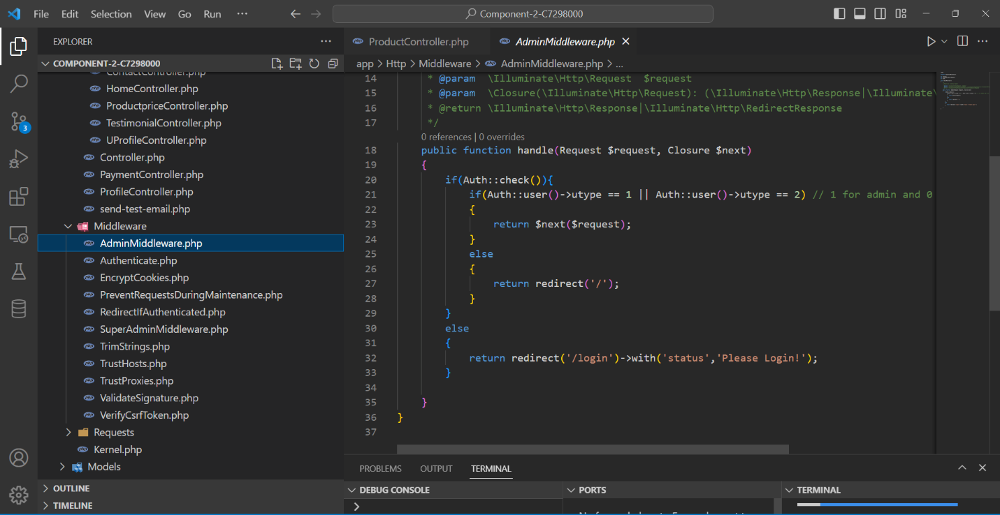 File Edit Selection View Go Run ··· Component-2-C7298000
EXPLORER ···
COMPONENT-2-C7298000
ContactController.php
HomeController.php
ProductpriceController.php
TestimonialController.php
UProfileController.php
Controller.php
PaymentController.php
ProfileController.php
send-test-email.php
Middleware
AdminMiddleware.php
Authenticate.php
EncryptCookies.php
PreventRequestsDuringMaintenance.php
RedirectIfAuthenticated.php
SuperAdminMiddleware.php
TrimStrings.php
TrustHosts.php
TrustProxies.php
ValidateSignature.php
VerifyCsrfToken.php
Requests
Kernel.php
Models
OUTLINE
TIMELINE
3
ProductController.php AdminMiddleware.php
app > Http > Middleware > AdminMiddleware.php > ...
14 * @param \Illuminate\Http\Request $request
15 * @param \Closure(\Illuminate\Http\Request): (\Illuminate\Http\Response|\Illuminate\
16 * @return \Illuminate\Http\Response|\Illuminate\Http\RedirectResponse
17 */
0 references | 0 overrides
18 public function handle(Request $request, Closure $next)
19 {
20 if(Auth::check()){
21 if(Auth::user()->utype == 1 || Auth::user()->utype == 2) // 1 for admin and 0
22 {
23 return $next($request);
24 }
25 else
26 {
27 return redirect('/');
28 }
29 }
30 else
31 {
32 return redirect('/login')->with('status','Please Login!');
33 }
34
35 }
36 }
37
PROBLEMS OUTPUT TERMINAL
DEBUG CONSOLE PORTS TERMINAL